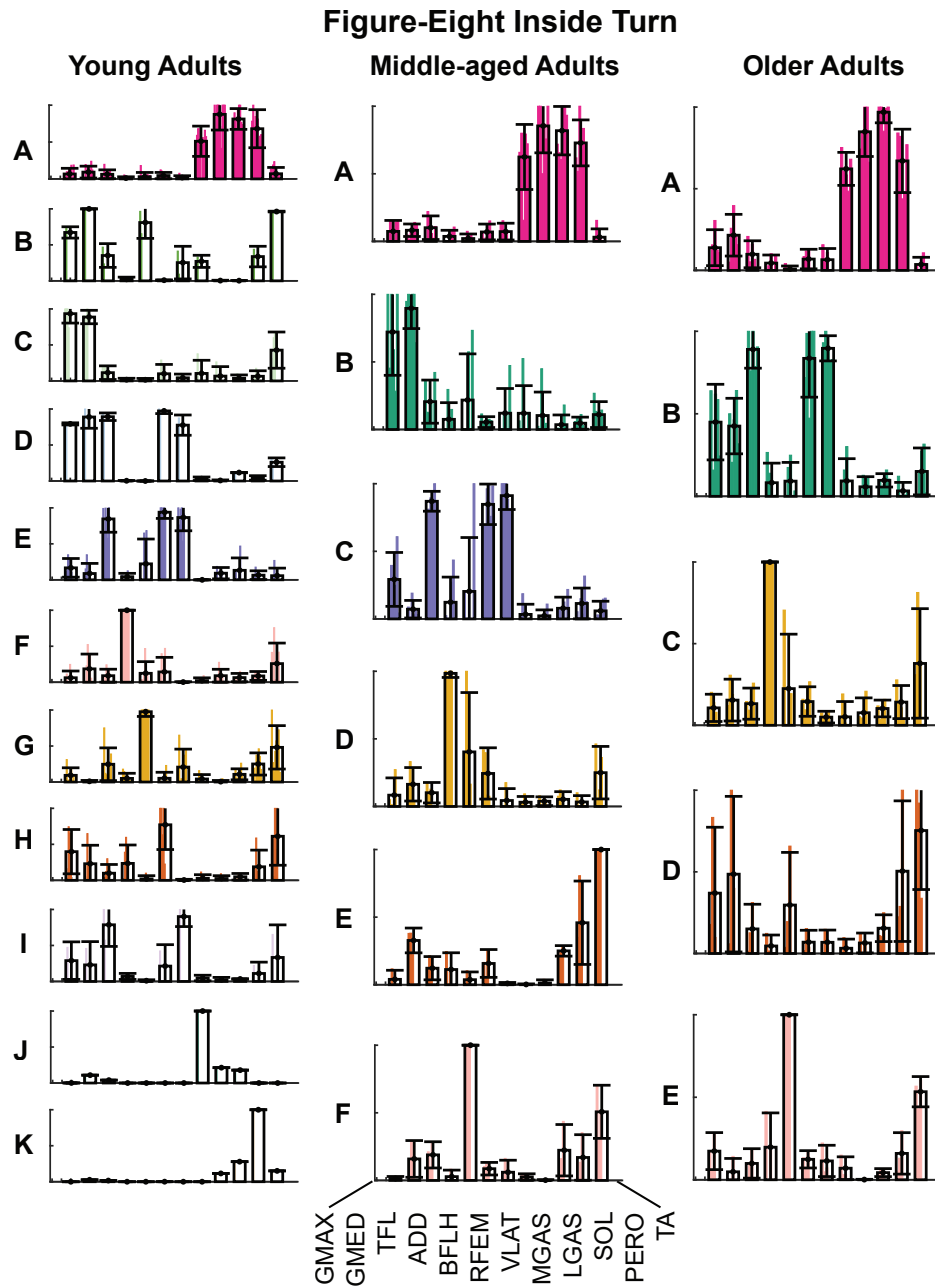 Figure-Eight Inside Turn
Young Adults
A
B
C
D
E
F
G
H
I
J
K
Middle-aged Adults
A
B
C
D
E
F
Older Adults
A
B
C
D
E
GMAX
GMED
TFL
ADD
BFLH
RFEM
VLAT
MGAS
LGAS
SOL
PERO
TA